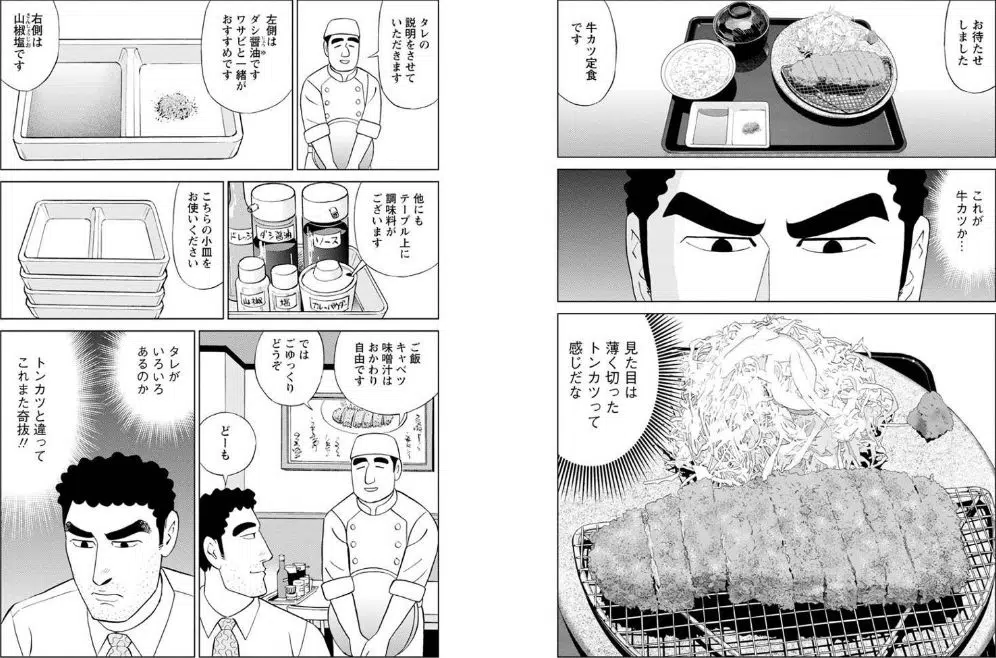 お待たせ
しました
牛カツ定食
です
これが
牛カツか…
見た目は
薄く切った
トンカツって
感じだな
タレの
説明をさせて
いただきます
左側は
ダシ醤油です
ワサビと一緒が
おすすめです
右側は
山椒塩です
他にも
テーブル上に
調味料が
ございます
ドレッシ
ダシ醤油
ソース
山椒
塩
カレーパウダー
こちらの小皿を
お使いください
ご飯
キャベツ
味噌汁は
おかわり
自由です
では
ごゆっくり
どうぞ
どーも
タレが
いろいろ
あるのか
トンカツと違って
これまた奇抜!!